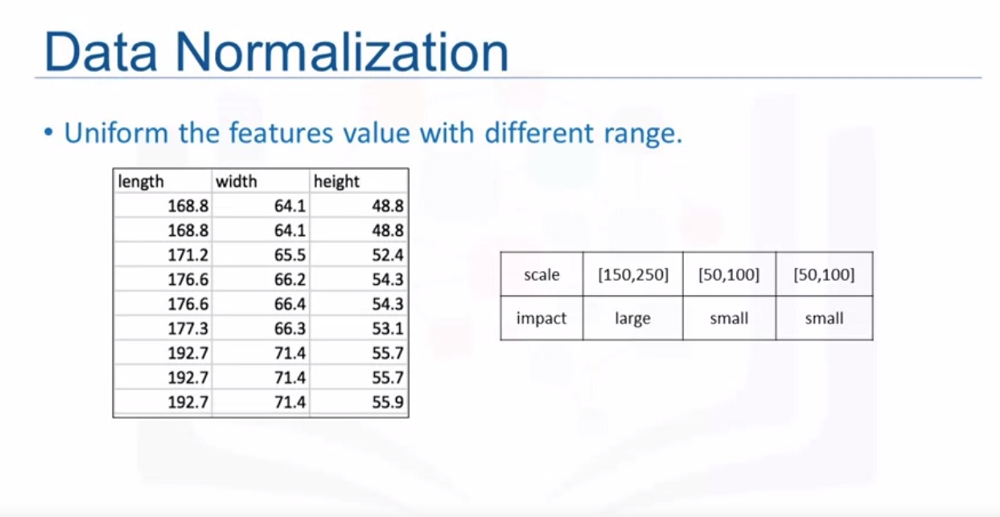 Data Normalization
• Uniform the features value with different range.
length width height
168.8 64.1 48.8
168.8 64.1 48.8
171.2 65.5 52.4
176.6 66.2 54.3
176.6 66.4 54.3
177.3 66.3 53.1
192.7 71.4 55.7
192.7 71.4 55.7
192.7 71.4 55.9
scale [150,250] [50,100] [50,100]
impact large small small